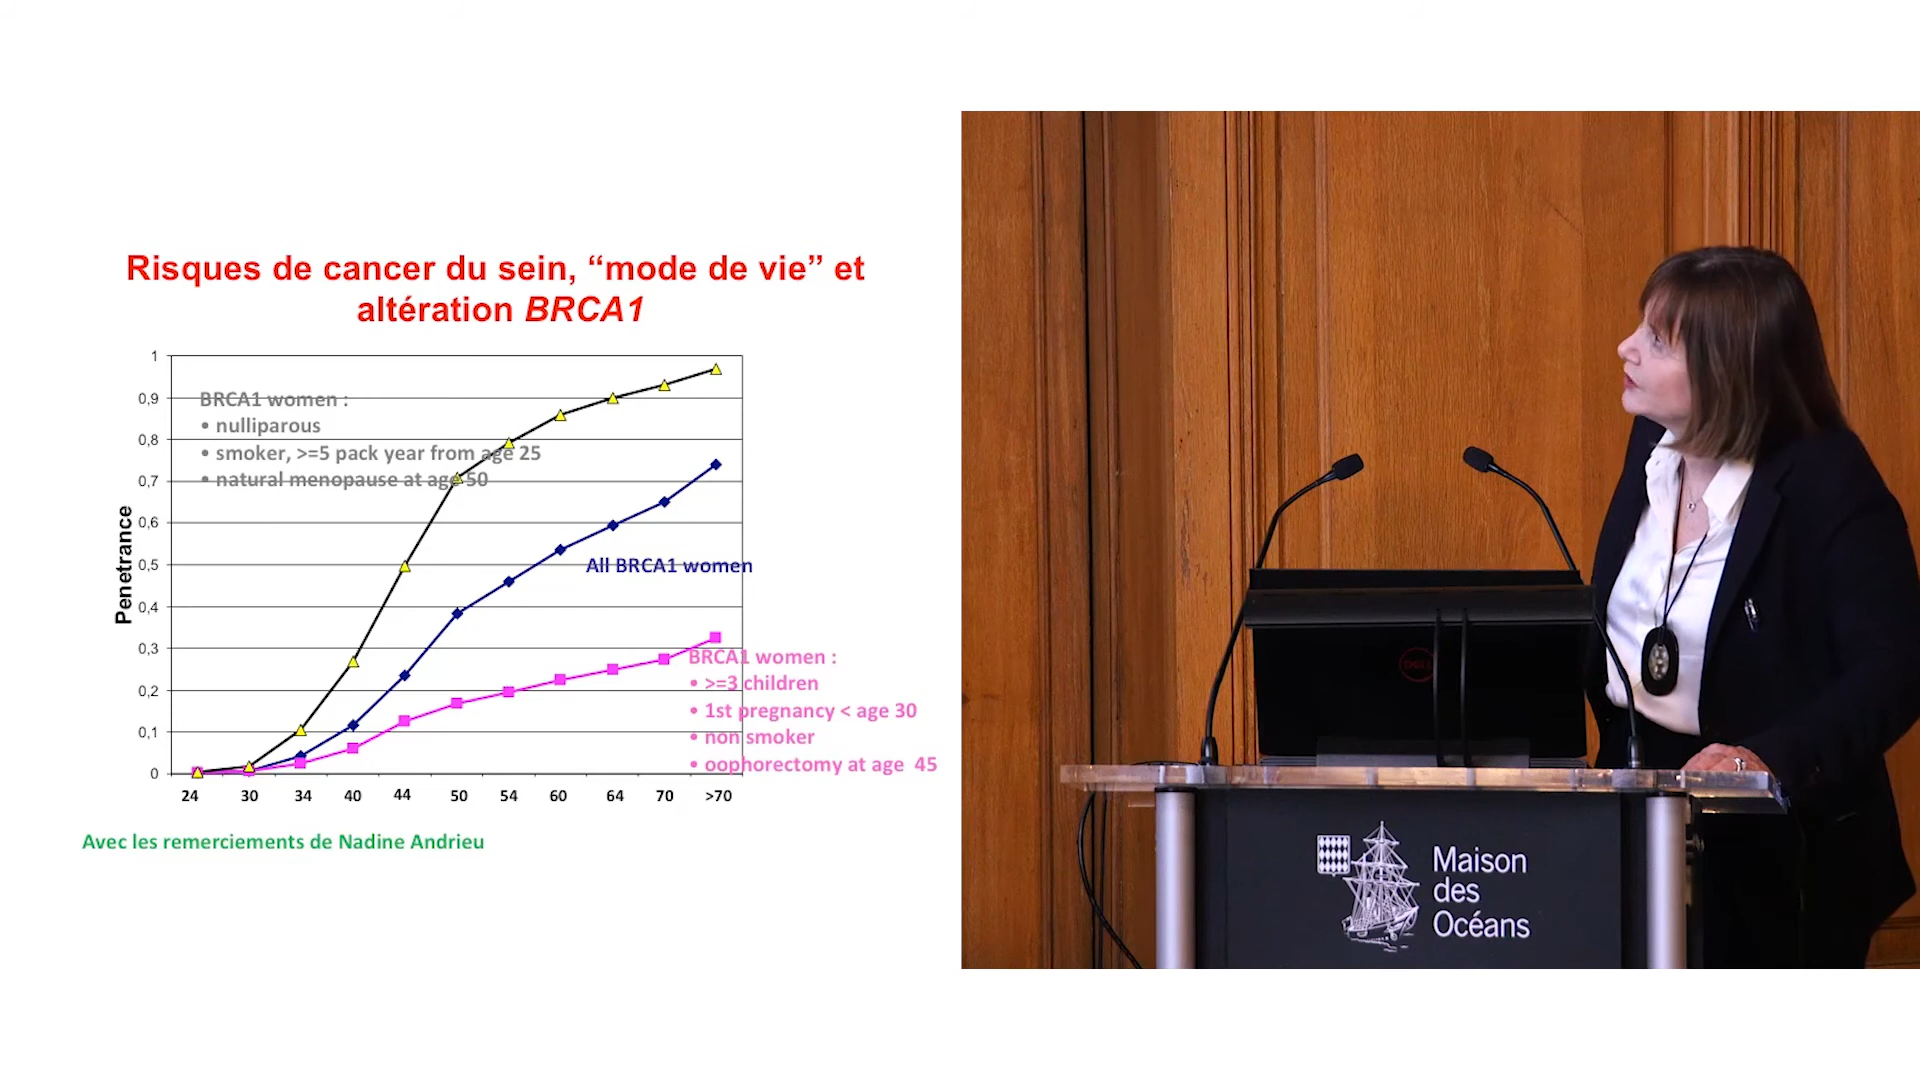 Risques de cancer du sein, “mode de vie” et
altération BRCA1
1
0,9
0,8
0,7
0,6
0,5
0,4
0,3
0,2
0,1
0
Penetrance
BRCA1 women :
• nulliparous
• smoker, >=5 pack year from age 25
• natural menopause at age 50
All BRCA1 women
BRCA1 women :
• >=3 children
• 1st pregnancy < age 30
• non smoker
• oophorectomy at age 45
24 30 34 40 44 50 54 60 64 70 >70
Avec les remerciements de Nadine Andrieu
DELL
Maison
des
Océans